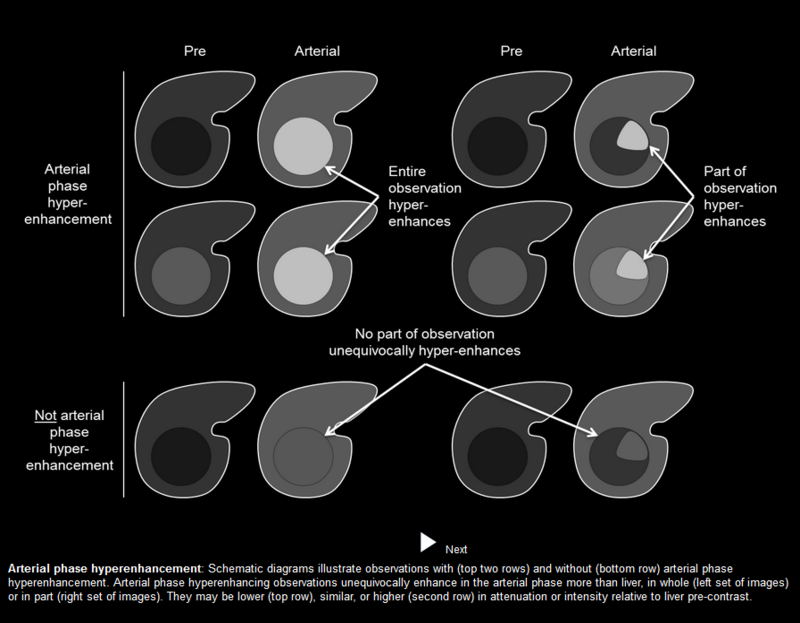 Pre
Arterial
Pre
Arterial
Arterial
phase
hyper-
enhancement
Entire
observation
hyper-
enhances
Part of
observation
hyper-
enhances
No part of observation
unequivocally hyper-enhances
Not arterial
phase
hyper-
enhancement
Next
Arterial phase hyperenhancement: Schematic diagrams illustrate observations with (top two rows) and without (bottom row) arterial phase
hyperenhancement. Arterial phase hyperenhancing observations unequivocally enhance in the arterial phase more than liver, in whole (left set of images)
or in part (right set of images). They may be lower (top row), similar, or higher (second row) in attenuation or intensity relative to liver pre-contrast.